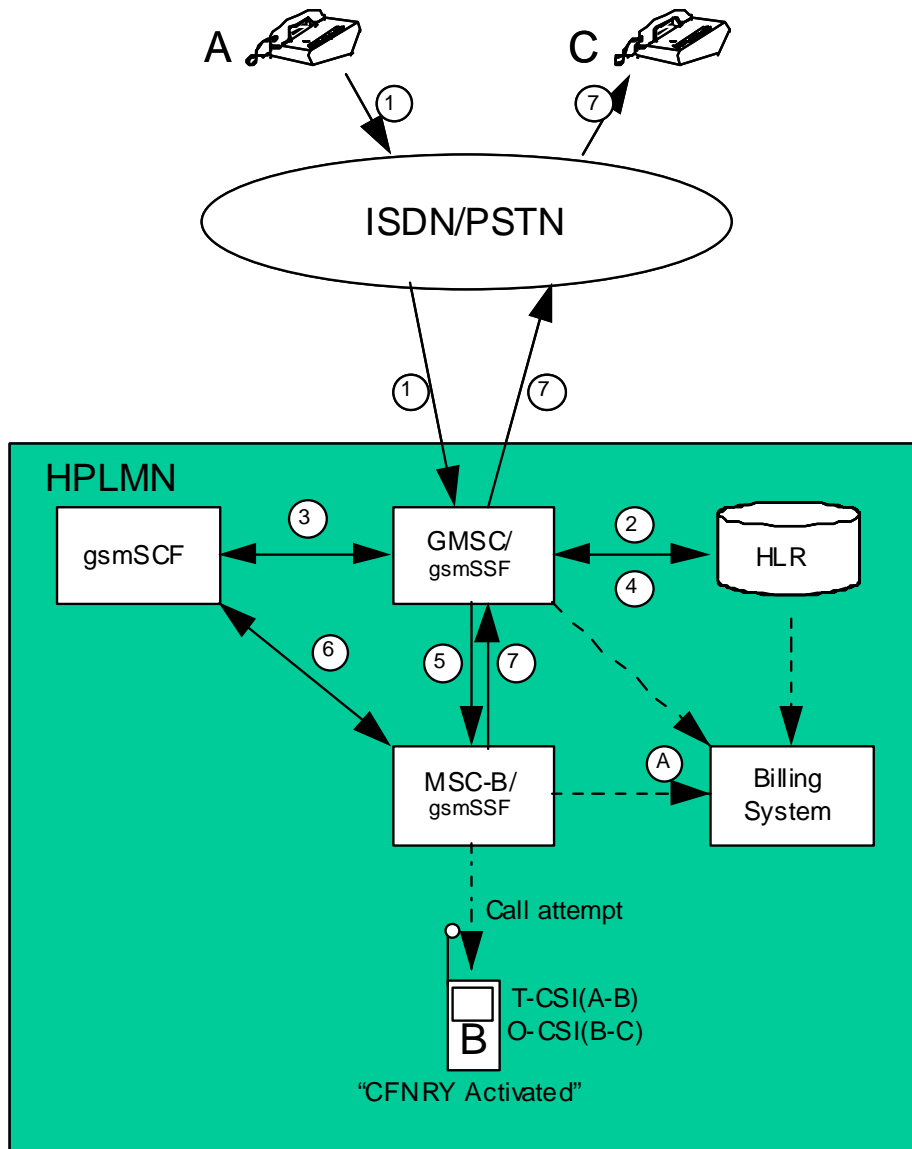 A
C
1
7
ISDN/PSTN
1
7
HPLMN
gsmSCF
3
GMSC/
gsmSSF
2
4
HLR
6
5
7
MSC-B/
gsmSSF
A
Billing
System
Call attempt
B
T-CSI(A-B)
O-CSI(B-C)
“CFNRY Activated”